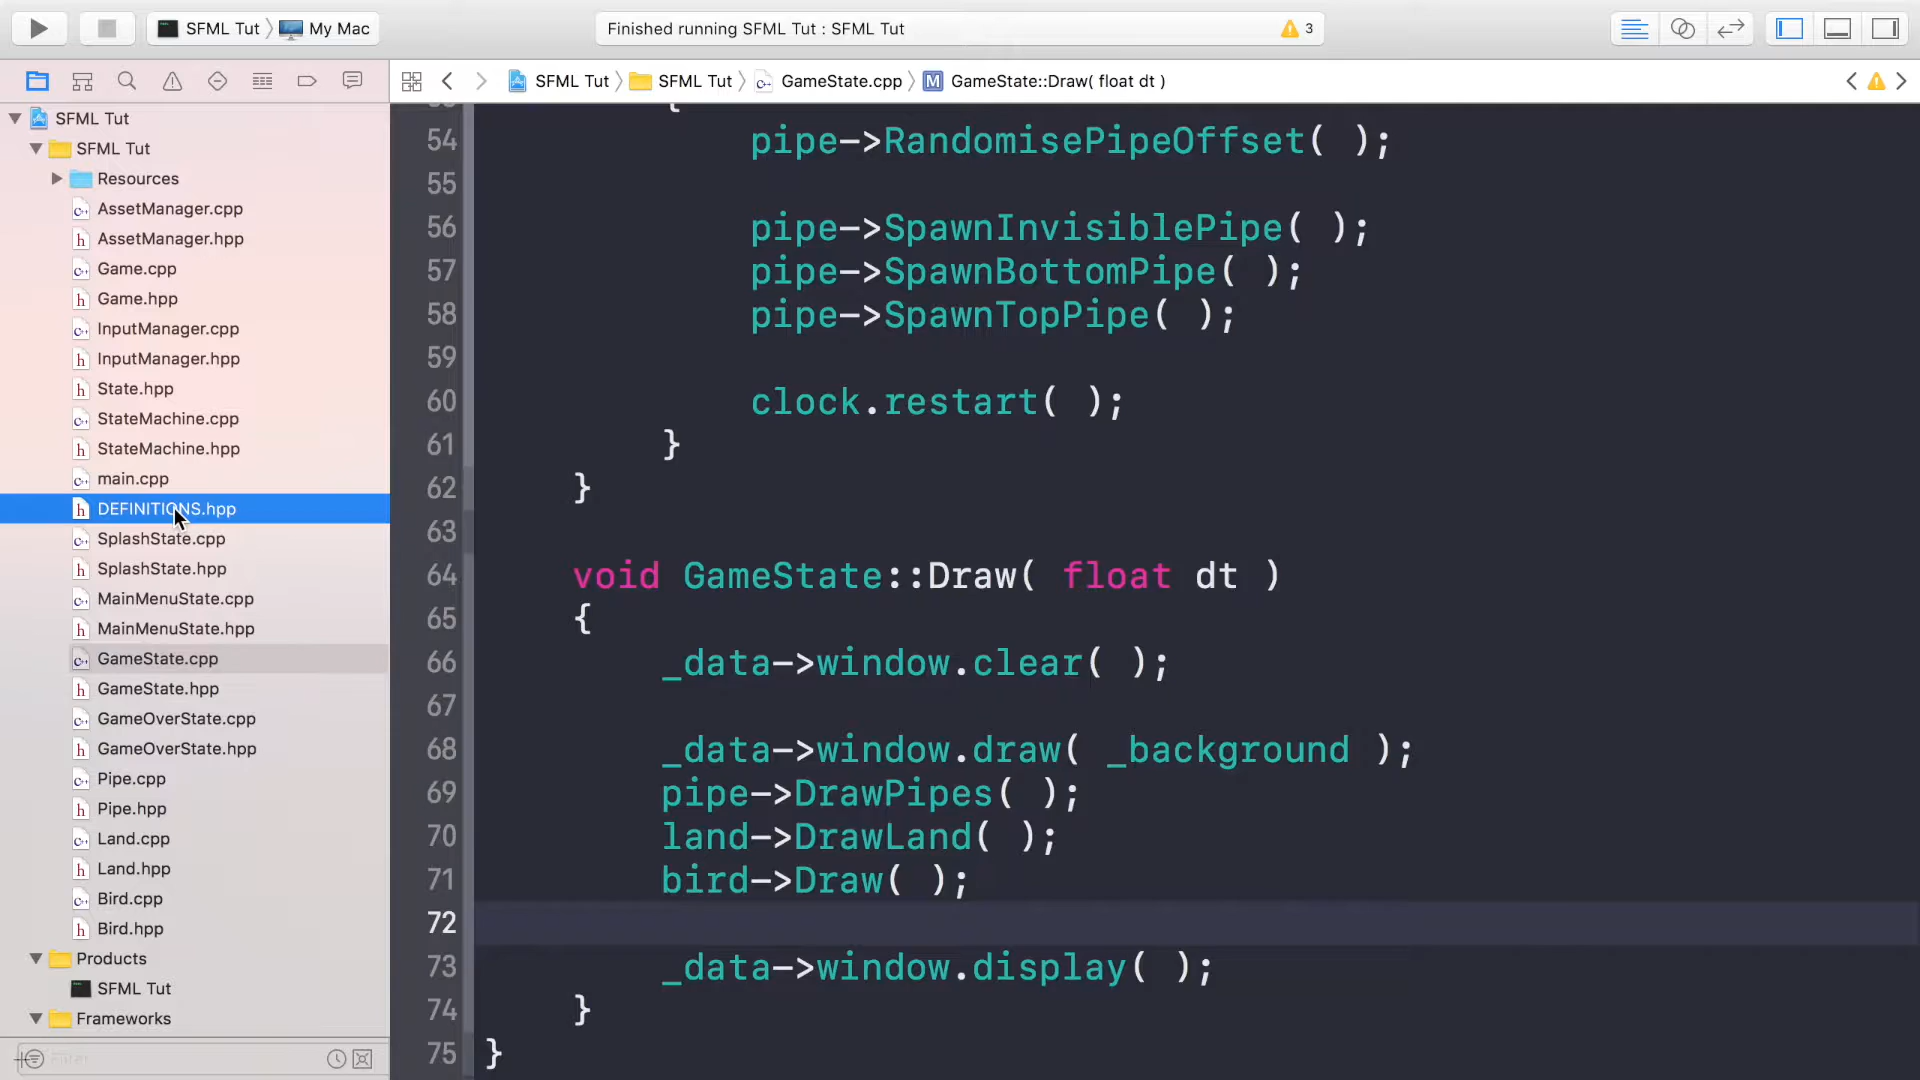 SFML Tut
My Mac
Finished running SFML Tut : SFML Tut
3
SFML Tut
SFML Tut
GameState.cpp
M
GameState::Draw( float dt )
SFML Tut
SFML Tut
Resources
AssetManager.cpp
AssetManager.hpp
Game.cpp
Game.hpp
InputManager.cpp
InputManager.hpp
State.hpp
StateMachine.cpp
StateMachine.hpp
main.cpp
DEFINITIONS.hpp
SplashState.cpp
SplashState.hpp
MainMenuState.cpp
MainMenuState.hpp
GameState.cpp
GameState.hpp
GameOverState.cpp
GameOverState.hpp
Pipe.cpp
Pipe.hpp
Land.cpp
Land.hpp
Bird.cpp
Bird.hpp
Products
SFML Tut
Frameworks
Filter
{
54 pipe->RandomisePipeOffset( );
55
56 pipe->SpawnInvisiblePipe( );
57 pipe->SpawnBottomPipe( );
58 pipe->SpawnTopPipe( );
59
60 clock.restart( );
61 }
62 }
63
64 void GameState::Draw( float dt )
65 {
66 _data->window.clear( );
67
68 _data->window.draw( _background );
69 pipe->DrawPipes( );
70 land->DrawLand( );
71 bird->Draw( );
72
73 _data->window.display( );
74 }
75 }